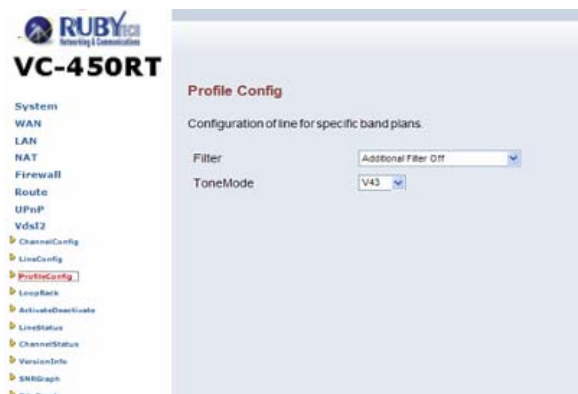 RUBYTECH
Networking & Communications
VC-450RT
System
WAN
LAN
NAT
Firewall
Route
UPnP
Vdsl2
ChannelConfig
LineConfig
ProfileConfig
LoopBack
ActivateDeactivate
LineStatus
ChannelStatus
VersionInfo
SNRGraph
Profile Config
Configuration of line for specific band plans.
Filter Additional Filter Off
ToneMode V43